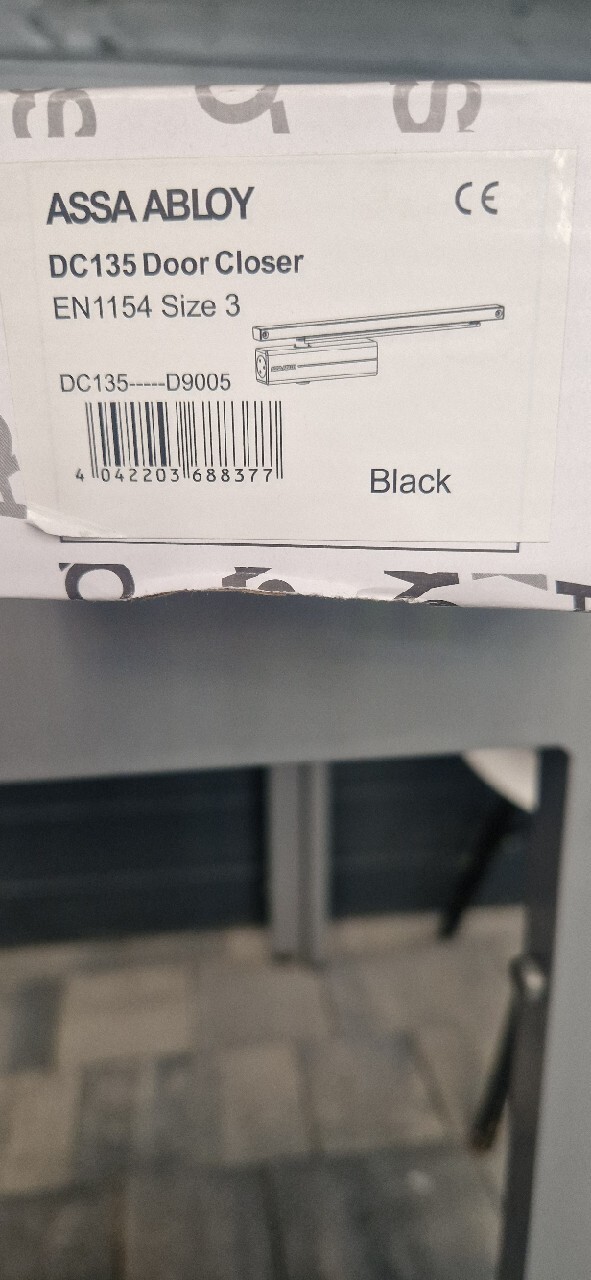 ASSA ABLOY
CE
DC135 Door Closer
EN1154 Size 3
DC135-----D9005
4 042203 688377
Black